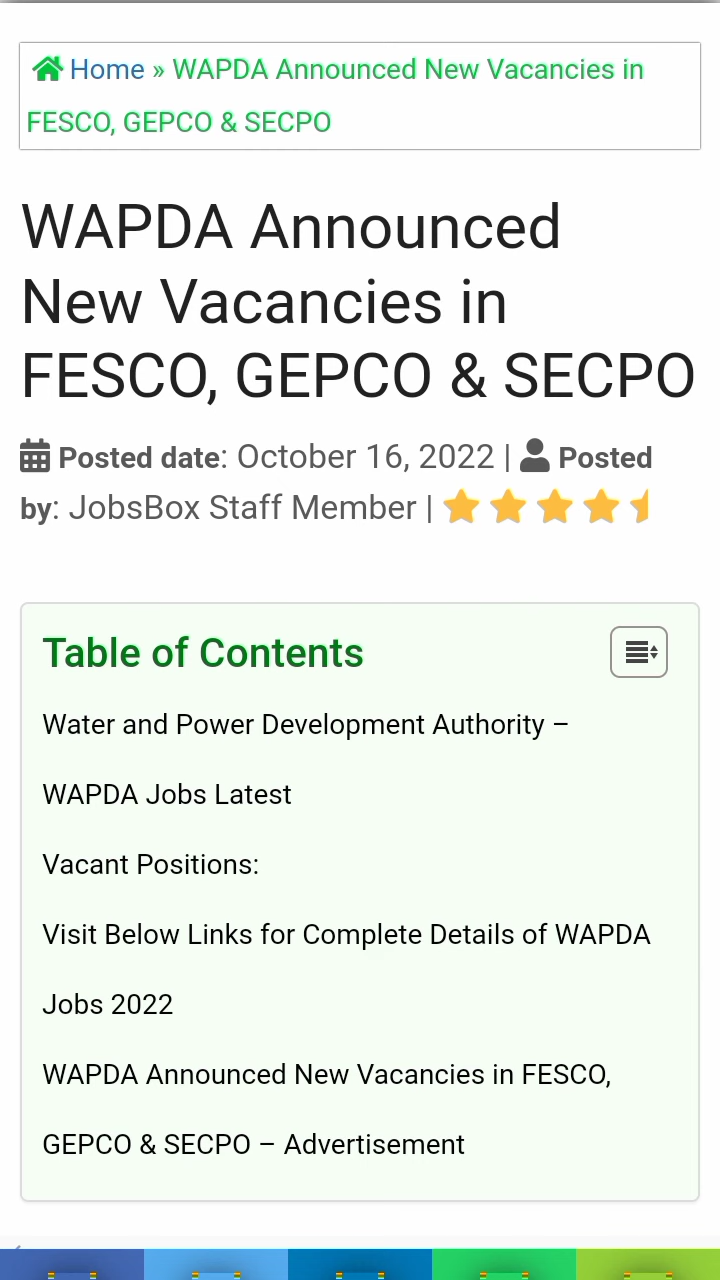 Home » WAPDA Announced New Vacancies in
FESCO, GEPCO & SECPO
WAPDA Announced
New Vacancies in
FESCO, GEPCO & SECPO
Posted date: October 16, 2022 | Posted
by: JobsBox Staff Member |
Table of Contents
Water and Power Development Authority –
WAPDA Jobs Latest
Vacant Positions:
Visit Below Links for Complete Details of WAPDA
Jobs 2022
WAPDA Announced New Vacancies in FESCO,
GEPCO & SECPO – Advertisement